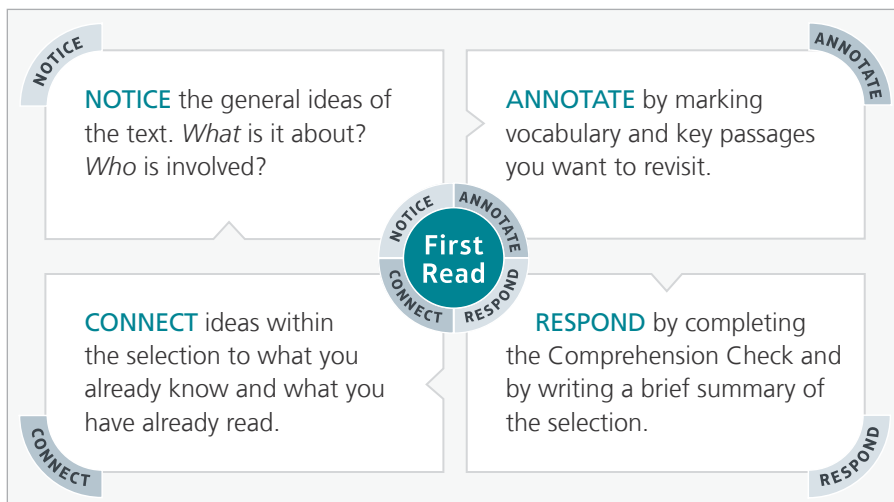 NOTICE
NOTICE the general ideas of
the text. What is it about?
Who is involved?
ANNOTATE
ANNOTATE by marking
vocabulary and key passages
you want to revisit.
NOTICE
ANNOTATE
First
Read
CONNECT
RESPOND
CONNECT ideas within
the selection to what you
already know and what you
have already read.
CONNECT
RESPOND by completing
the Comprehension Check and
by writing a brief summary of
the selection.
RESPOND